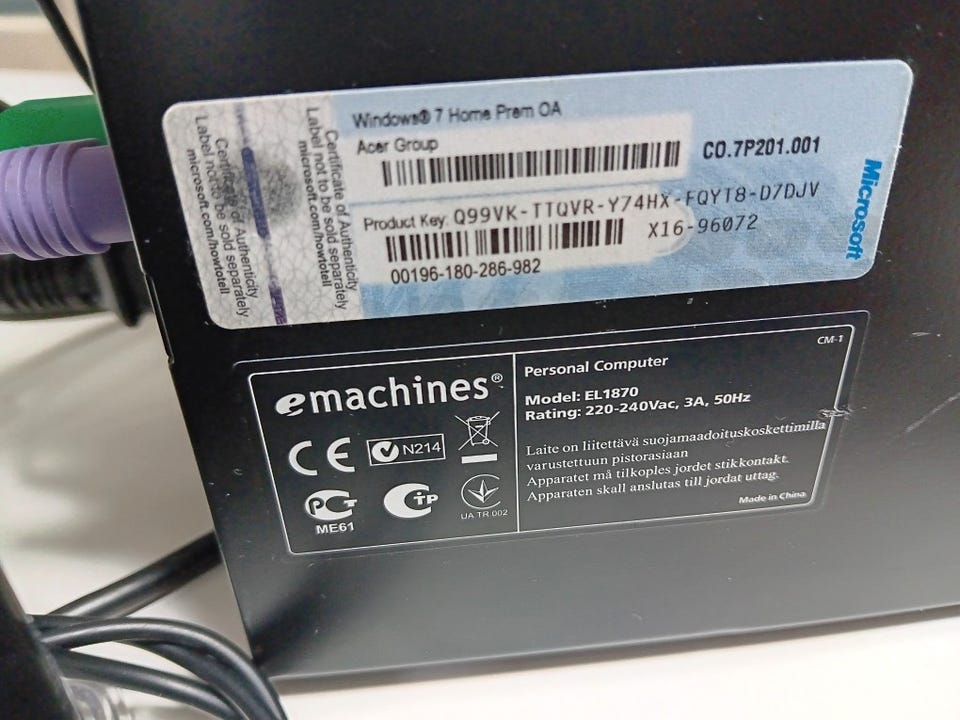 Windows® 7 Home Prem OA
Acer Group
CO.7P201.001
Product Key: Q99VK-TTQVR-Y74HX-FQYT8-D7DJV
X16-96072
00196-180-286-982
Microsoft
Certificate of Authenticity
Label not to be sold separately
microsoft.com/howtotell
Certificate of Authenticity
Label not to be sold separately
microsoft.com/howtotell
CM-1
emachines®
N214
ME61
UA.TR.002
Personal Computer
Model: EL1870
Rating: 220-240Vac, 3A, 50Hz
Laite on liitettävä suojamaadoituskoskettimilla
varustettuun pistorasiaan
Apparatet må tilkoples jordet stikkontakt.
Apparaten skall anslutas till jordat uttag.
Made in China